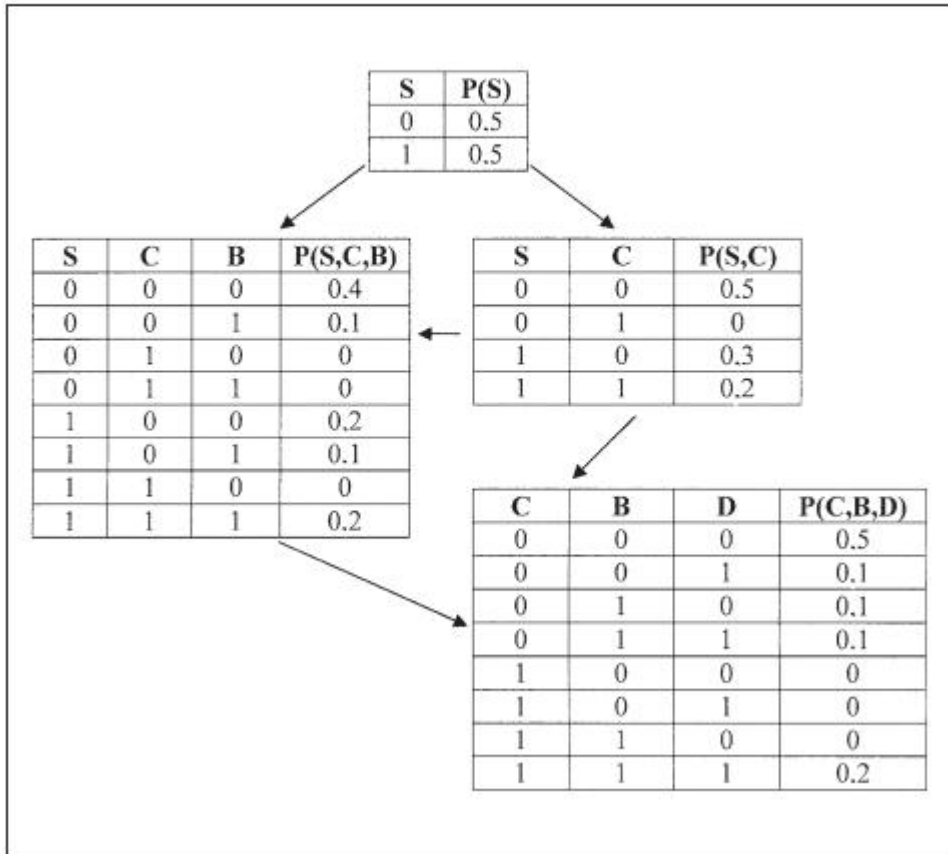 S P(S)
0 0.5
1 0.5
S C B P(S,C,B)
0 0 0 0.4
0 0 1 0.1
0 1 0 0
0 1 1 0
1 0 0 0.2
1 0 1 0.1
1 1 0 0
1 1 1 0.2
S C P(S,C)
0 0 0.5
0 1 0
1 0 0.3
1 1 0.2
C B D P(C,B,D)
0 0 0 0.5
0 0 1 0.1
0 1 0 0.1
0 1 1 0.1
1 0 0 0
1 0 1 0
1 1 0 0
1 1 1 0.2